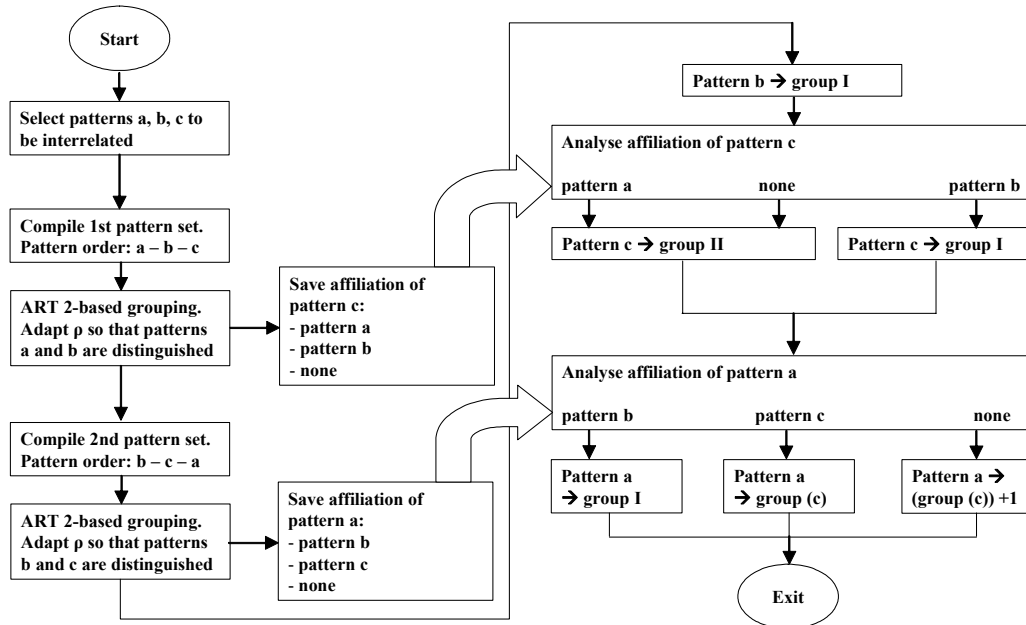 Start
Select patterns a, b, c to
be interrelated
Compile 1st pattern set.
Pattern order: a – b – c
ART 2-based grouping.
Adapt ρ so that patterns
a and b are distinguished
Save affiliation of
pattern c:
- pattern a
- pattern b
- none
Compile 2nd pattern set.
Pattern order: b – c – a
ART 2-based grouping.
Adapt ρ so that patterns
b and c are distinguished
Save affiliation of
pattern a:
- pattern b
- pattern c
- none
Pattern b → group I
Analyse affiliation of pattern c
pattern a none pattern b
Pattern c → group II
Pattern c → group I
Analyse affiliation of pattern a
pattern b pattern c none
Pattern a
→ group I
Pattern a
→ group (c)
Pattern a →
(group (c)) +1
Exit